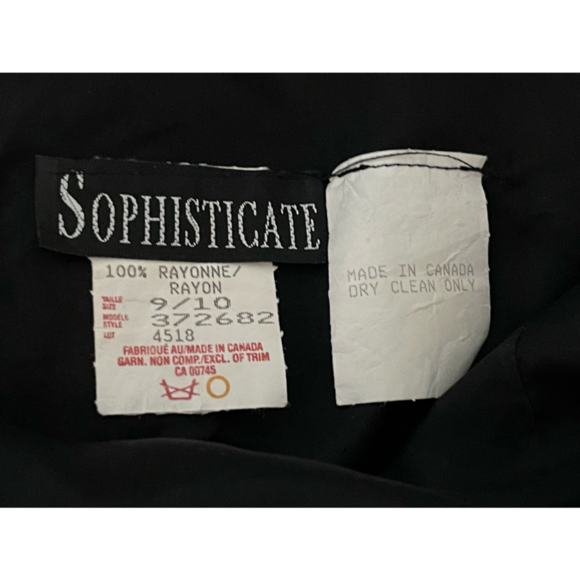 SOPHISTICATE
100% RAYONNE/
RAYON
TAILLE
SIZE
9/10
MODÈLE
STYLE
372682
LOT
4518
FABRIQUÉ AU/MADE IN CANADA
GARN. NON COMP./EXCL. OF TRIM
CA 00745
MADE IN CANADA
DRY CLEAN ONLY